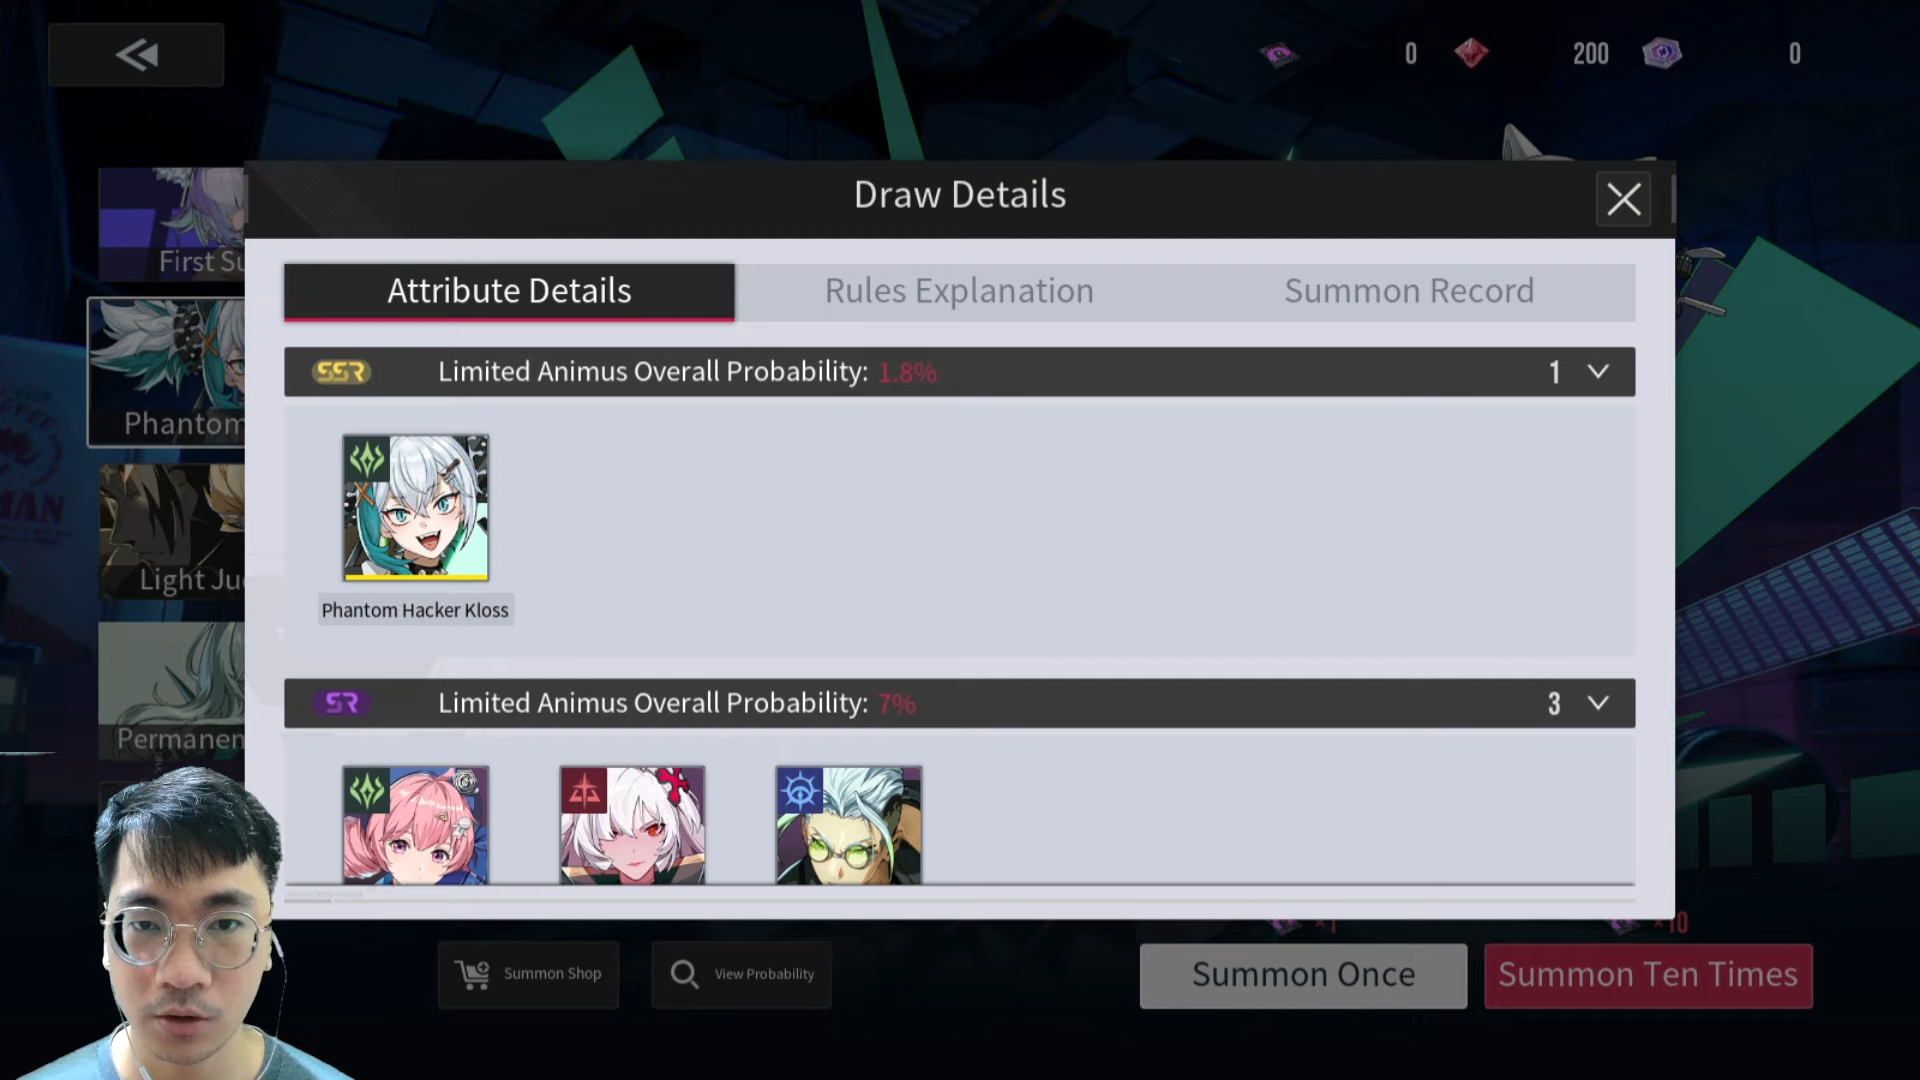 0
200
0
Draw Details
First Su
Attribute Details
Rules Explanation
Summon Record
SSR
Limited Animus Overall Probability: 1.8%
1
Phantom
Phantom Hacker Kloss
Light Ju
SR
Limited Animus Overall Probability: 7%
3
Permanen
×1
×10
Summon Shop
View Probability
Summon Once
Summon Ten Times